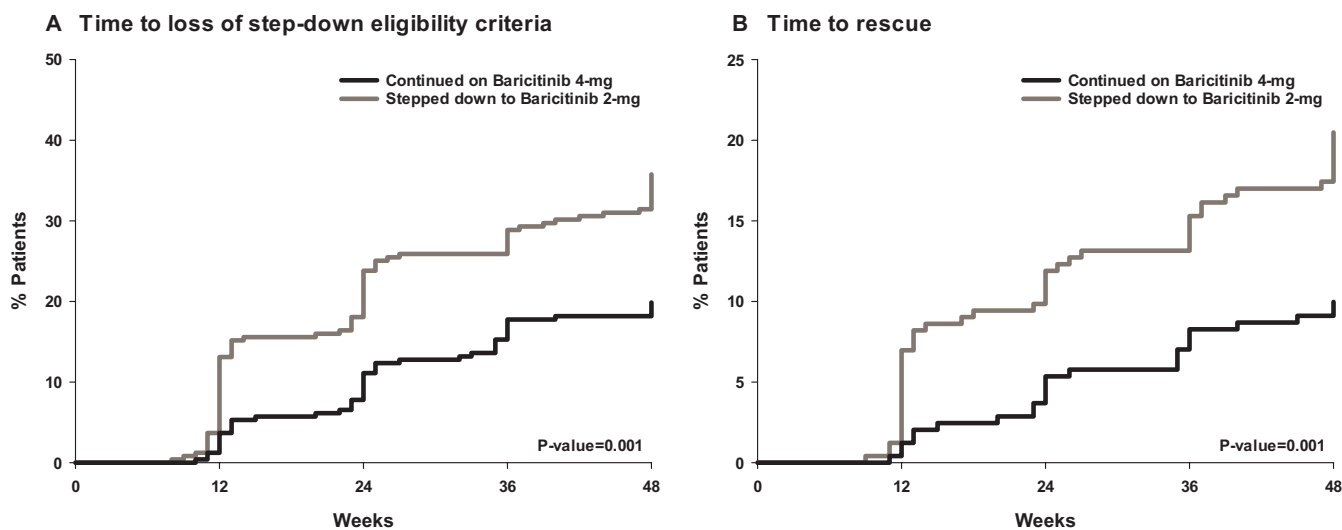 A Time to loss of step-down eligibility criteria
50
40
30
20
10
0
% Patients
Continued on Baricitinib 4-mg
Stepped down to Baricitinib 2-mg
P-value=0.001
0 12 24 36 48
Weeks
B Time to rescue
25
20
15
10
5
0
% Patients
Continued on Baricitinib 4-mg
Stepped down to Baricitinib 2-mg
P-value=0.001
0 12 24 36 48
Weeks